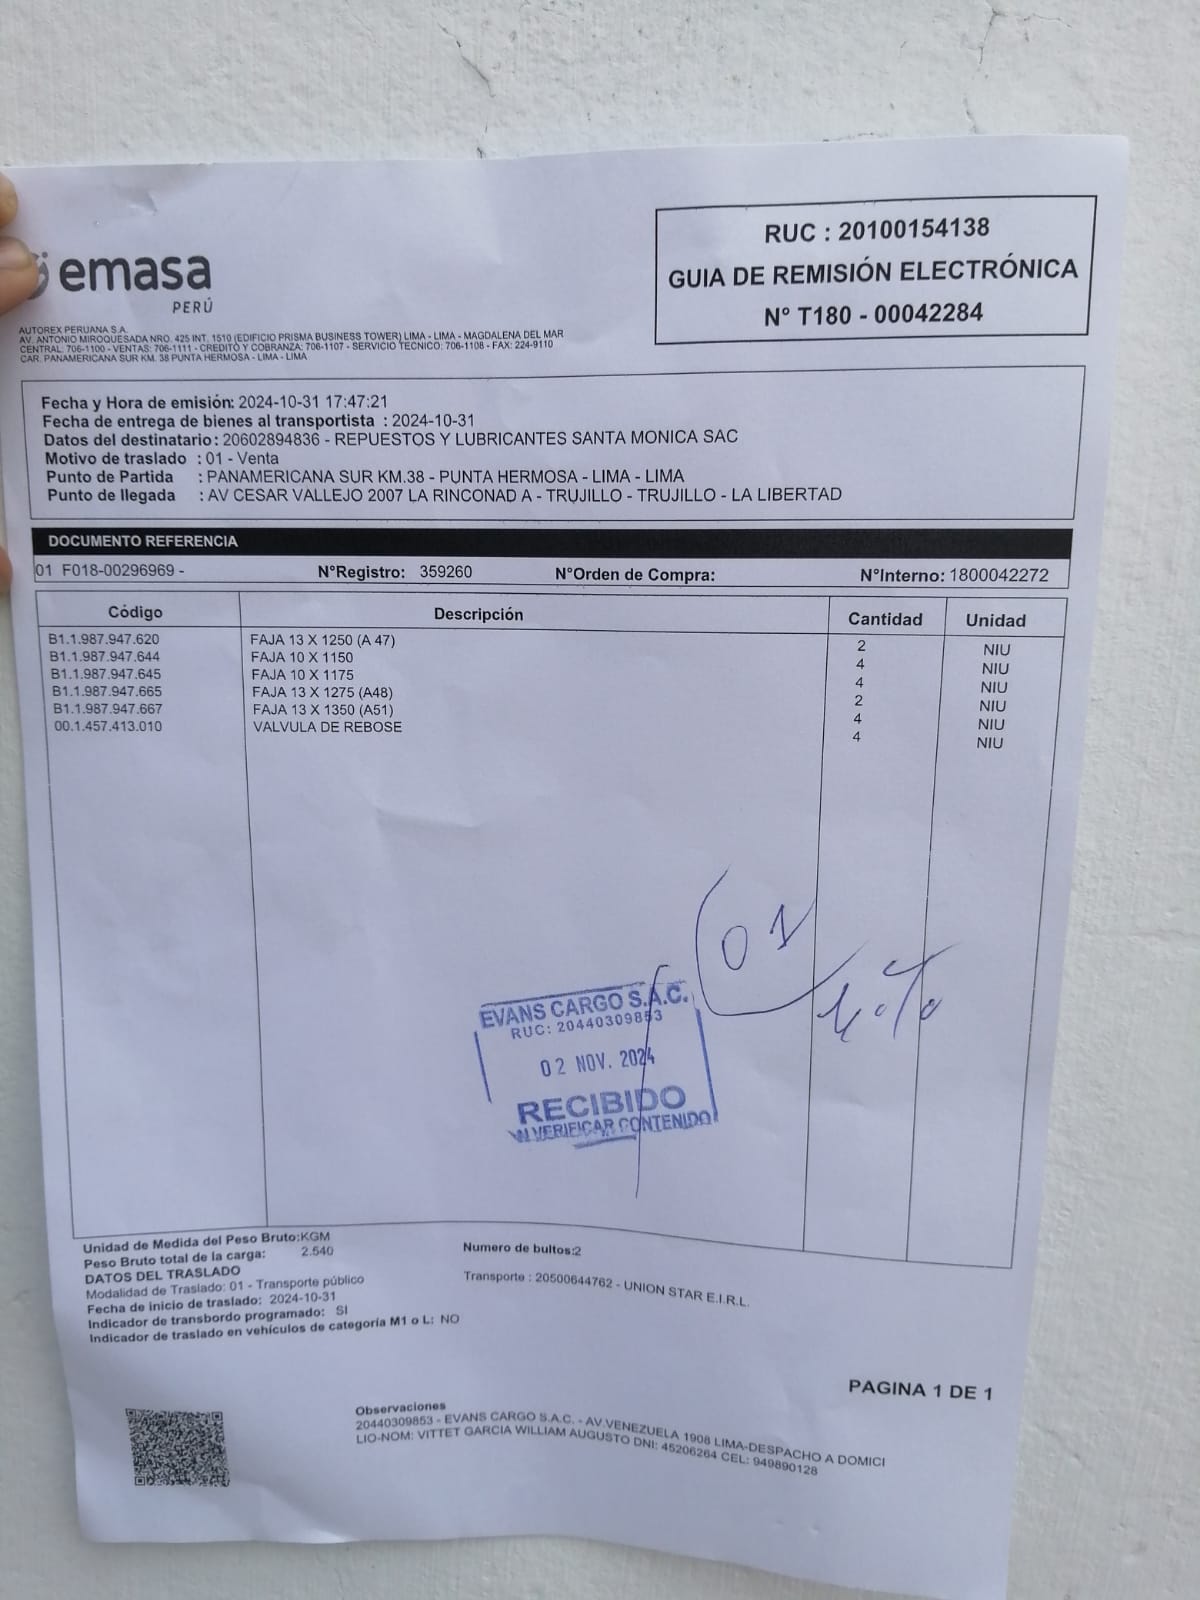 RUC : 20100154138
GUIA DE REMISIÓN ELECTRÓNICA
N° T180 - 00042284
emasa
PERÚ
AUTOREX PERUANA S.A.
AV. ANTONIO MIROQUESADA NRO. 425 INT. 1510 (EDIFICIO PRISMA BUSINESS TOWER) LIMA - LIMA - MAGDALENA DEL MAR
CENTRAL: 706-1100 - VENTAS: 706-1111 - CREDITO Y COBRANZA: 706-1107 - SERVICIO TECNICO: 706-1108 - FAX: 224-9110
CAR. PANAMERICANA SUR KM. 38 PUNTA HERMOSA - LIMA - LIMA
Fecha y Hora de emisión: 2024-10-31 17:47:21
Fecha de entrega de bienes al transportista : 2024-10-31
Datos del destinatario : 20602894836 - REPUESTOS Y LUBRICANTES SANTA MONICA SAC
Motivo de traslado : 01 - Venta
Punto de Partida : PANAMERICANA SUR KM.38 - PUNTA HERMOSA - LIMA - LIMA
Punto de llegada : AV CESAR VALLEJO 2007 LA RINCONAD A - TRUJILLO - TRUJILLO - LA LIBERTAD
DOCUMENTO REFERENCIA
01 F018-00296969 - N°Registro: 359260 N°Orden de Compra: N°Interno: 1800042272
Código Descripción Cantidad Unidad
B1.1.987.947.620 FAJA 13 X 1250 (A 47) 2 NIU
B1.1.987.947.644 FAJA 10 X 1150 4 NIU
B1.1.987.947.645 FAJA 10 X 1175 4 NIU
B1.1.987.947.665 FAJA 13 X 1275 (A48) 2 NIU
B1.1.987.947.667 FAJA 13 X 1350 (A51) 4 NIU
00.1.457.413.010 VALVULA DE REBOSE 4 NIU
01
EVANS CARGO S.A.C.
RUC: 20440309853
02 NOV. 2024
RECIBIDO
VERIFICAR CONTENIDO
Unidad de Medida del Peso Bruto:KGM
Peso Bruto total de la carga: 2.540 Numero de bultos:2
DATOS DEL TRASLADO
Modalidad de Traslado: 01 - Transporte público Transporte : 20500644762 - UNION STAR E.I.R.L.
Fecha de inicio de traslado: 2024-10-31
Indicador de transbordo programado: SI
Indicador de traslado en vehículos de categoría M1 o L: NO
PAGINA 1 DE 1
Observaciones
20440309853 - EVANS CARGO S.A.C. - AV.VENEZUELA 1908 LIMA-DESPACHO A DOMICI
LIO-NOM: VITTET GARCIA WILLIAM AUGUSTO DNI: 45206264 CEL: 949890128